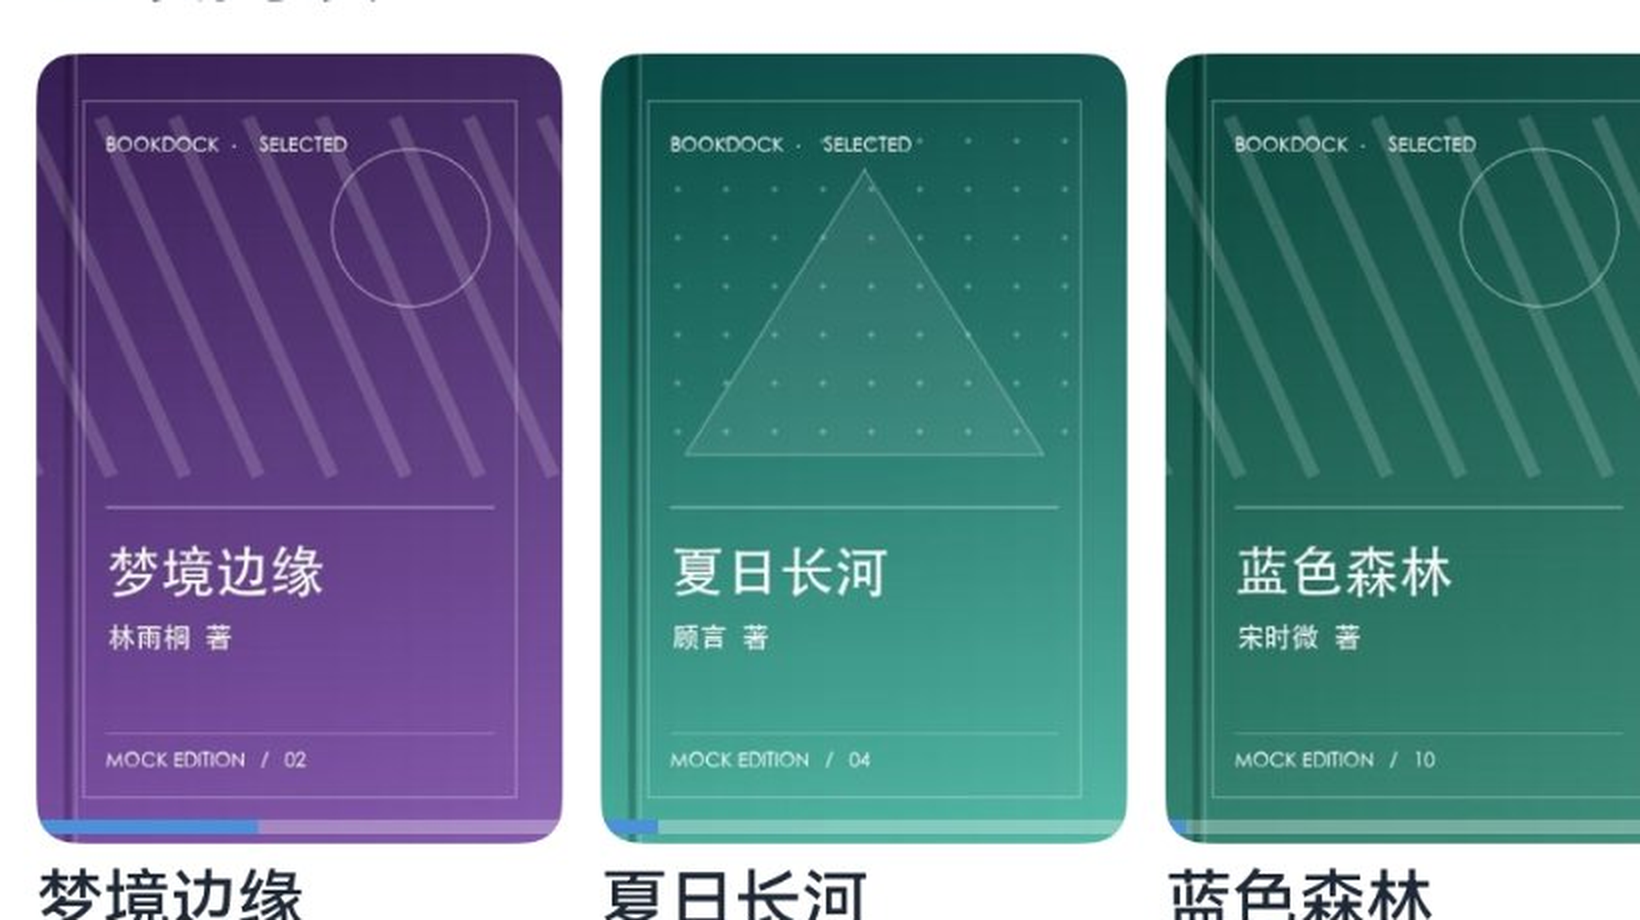 BOOKDOCK · SELECTED
梦境边缘
林雨桐 著
MOCK EDITION / 02
梦境边缘
BOOKDOCK · SELECTED
夏日长河
顾言 著
MOCK EDITION / 04
夏日长河
BOOKDOCK · SELECTED
蓝色森林
宋时微 著
MOCK EDITION / 10
蓝色森林